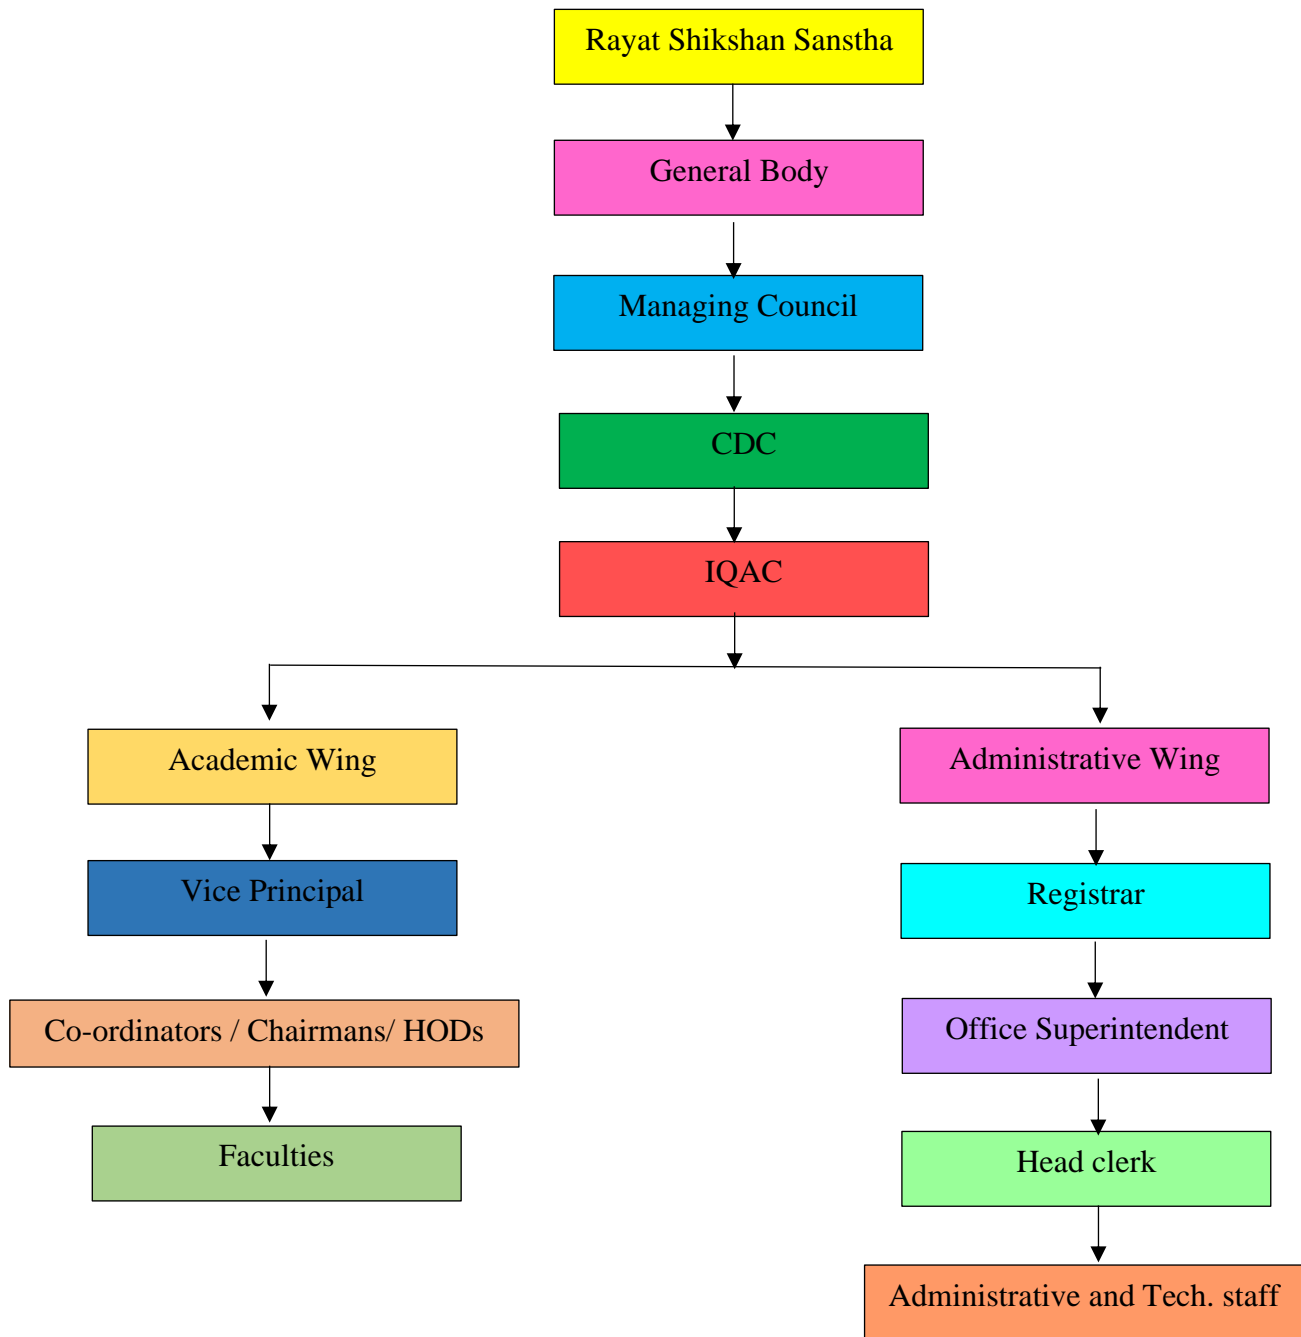 Rayat Shikshan Sanstha
General Body
Managing Council
CDC
IQAC
Academic Wing
Administrative Wing
Vice Principal
Registrar
Co-ordinators / Chairmans/ HODs
Office Superintendent
Faculties
Head clerk
Administrative and Tech. staff